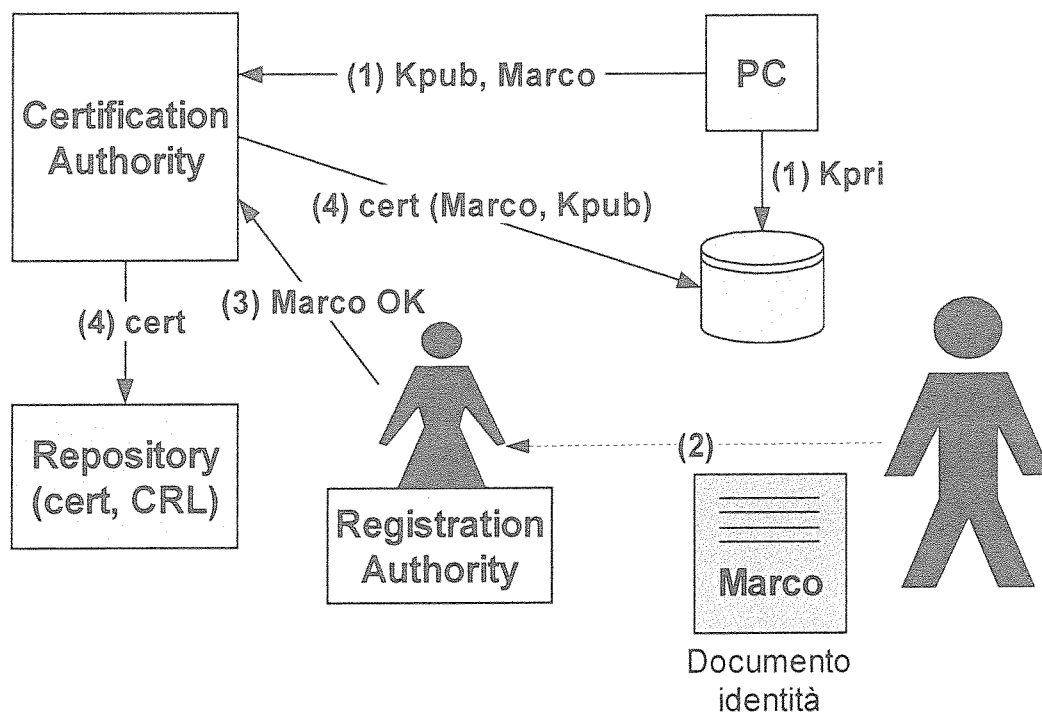 (1) Kpub, Marco
PC
Certification
Authority
(1) Kpri
(4) cert (Marco, Kpub)
(3) Marco OK
(4) cert
Repository
(cert, CRL)
(2)
Registration
Authority
Marco
Documento
identità